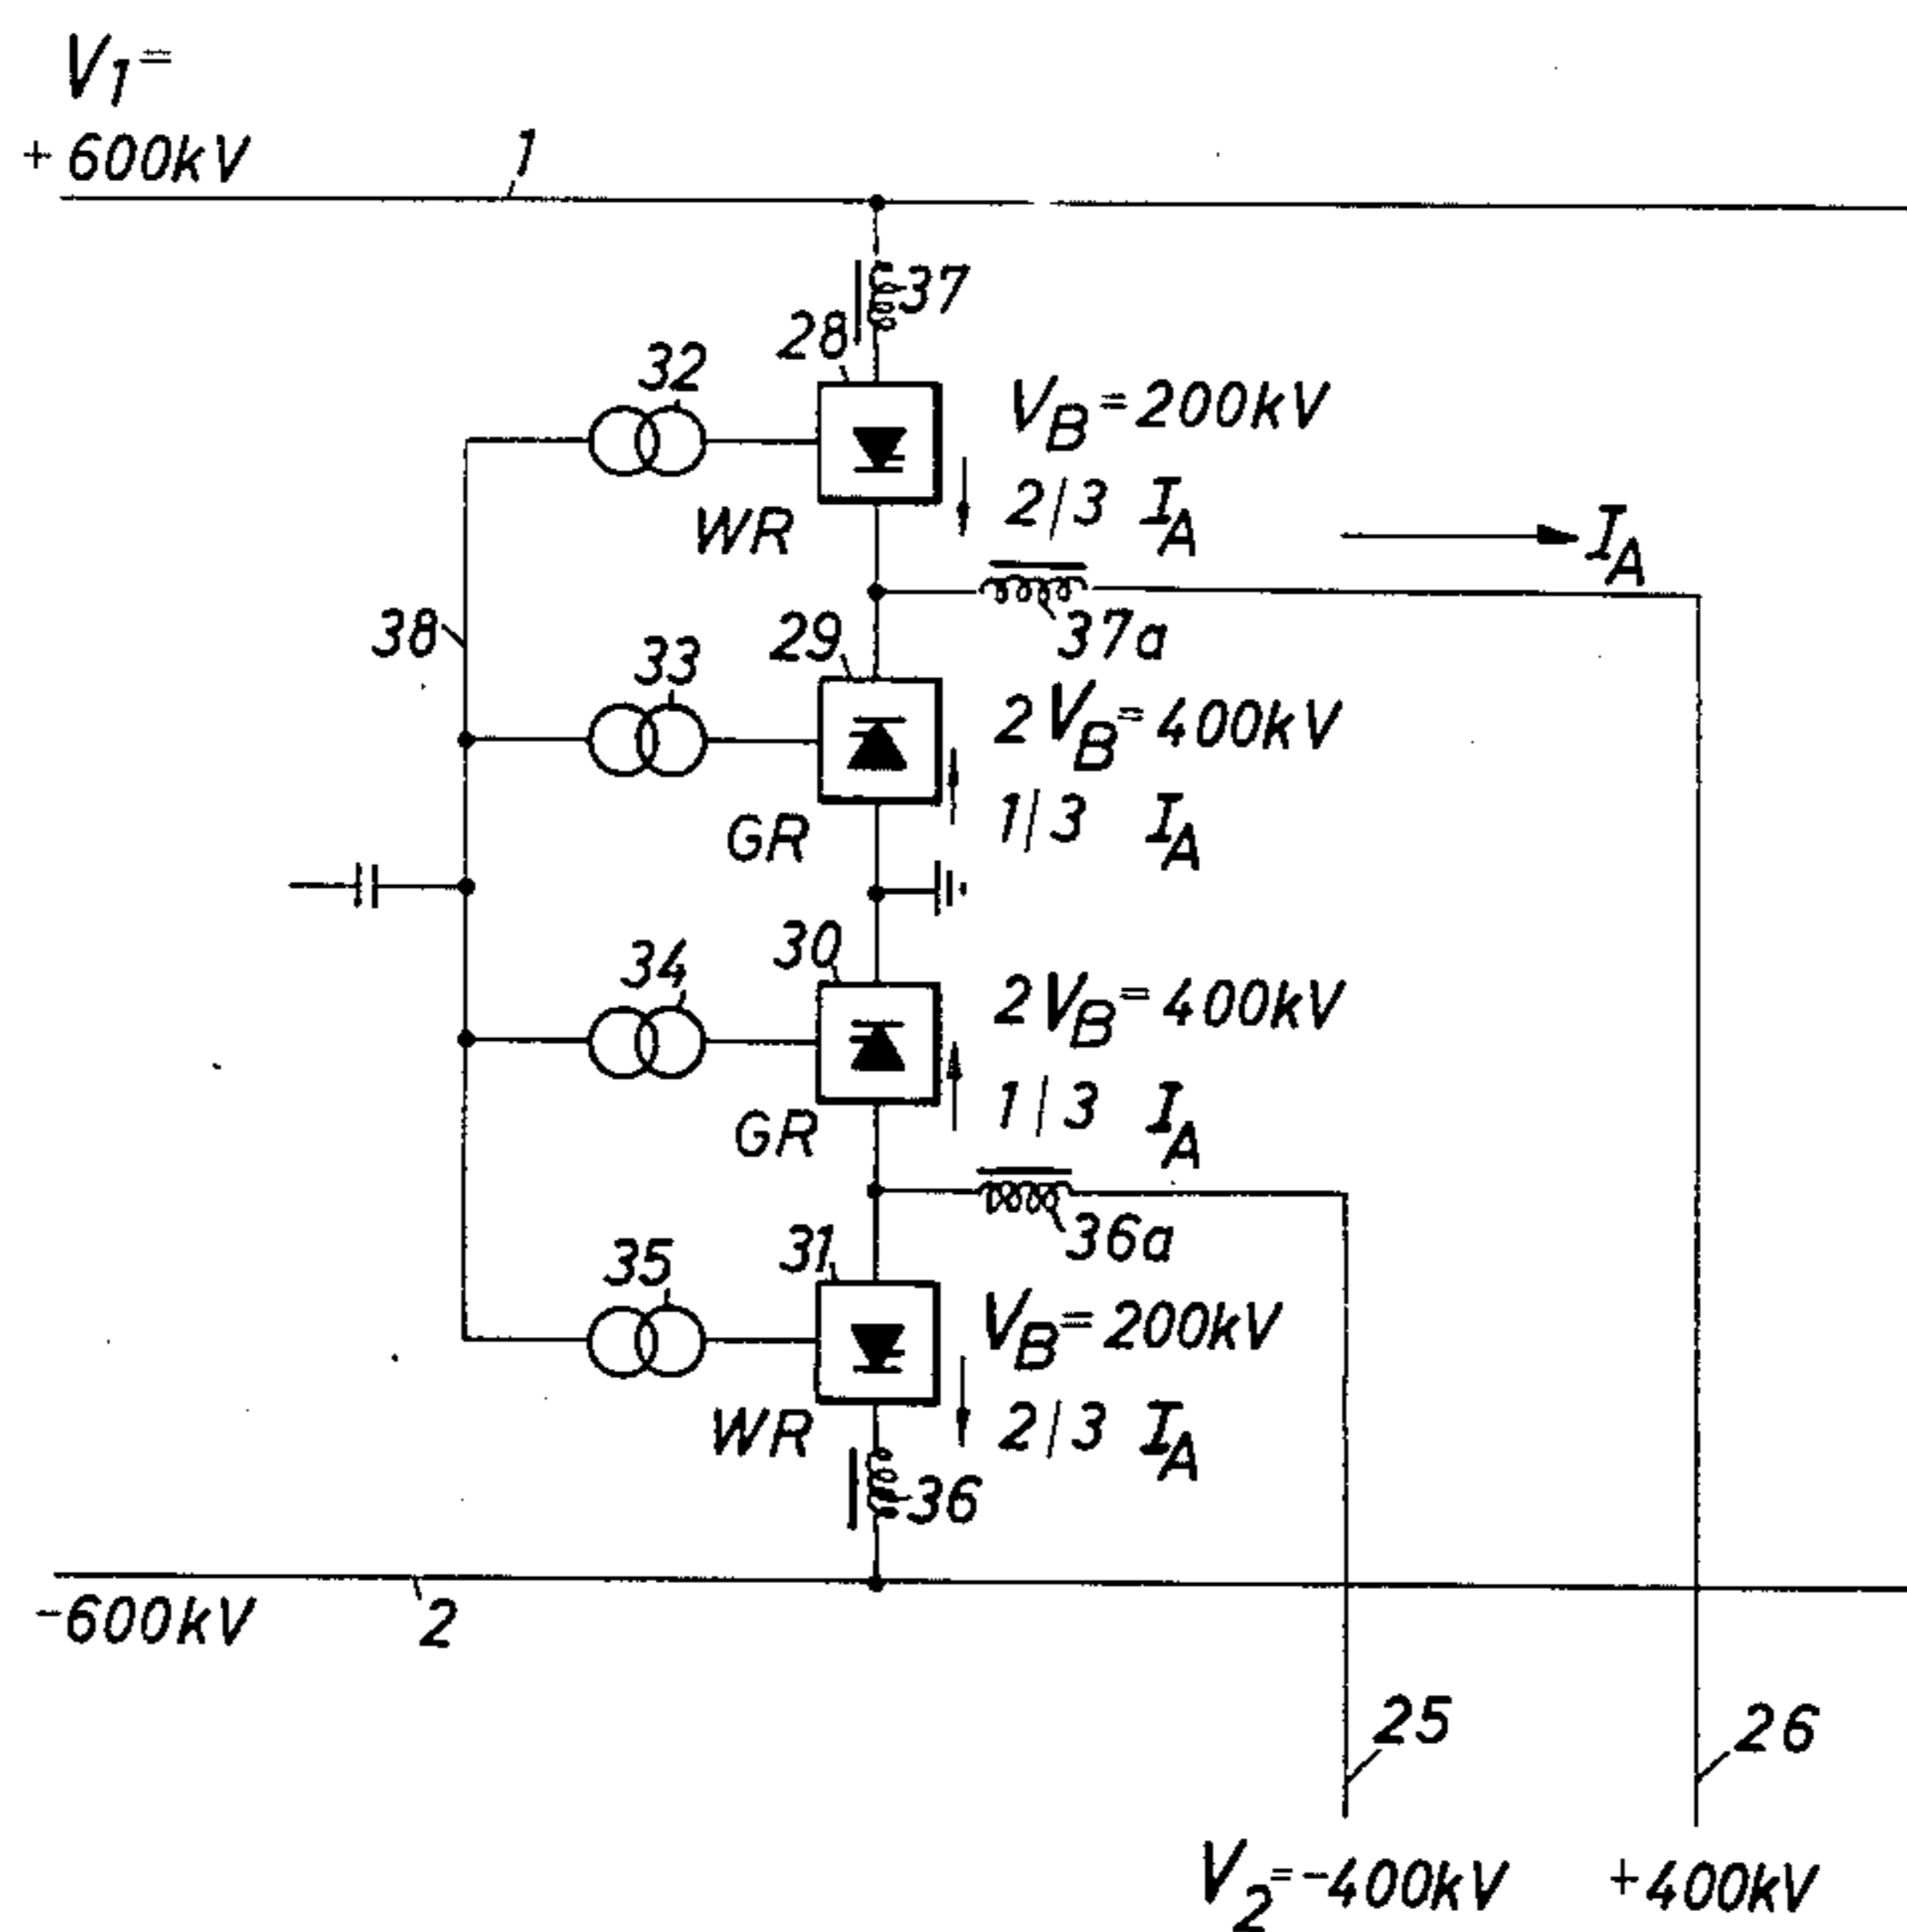 V1=
+600kV
1
37
28
32
VB=200kV
2/3 IA
IA
WR
37a
38
33
29
2VB=400kV
1/3 IA
GR
30
34
2VB=400kV
1/3 IA
GR
36a
35
31
VB=200kV
2/3 IA
WR
36
-600kV
2
25
26
V2=-400kV
+400kV